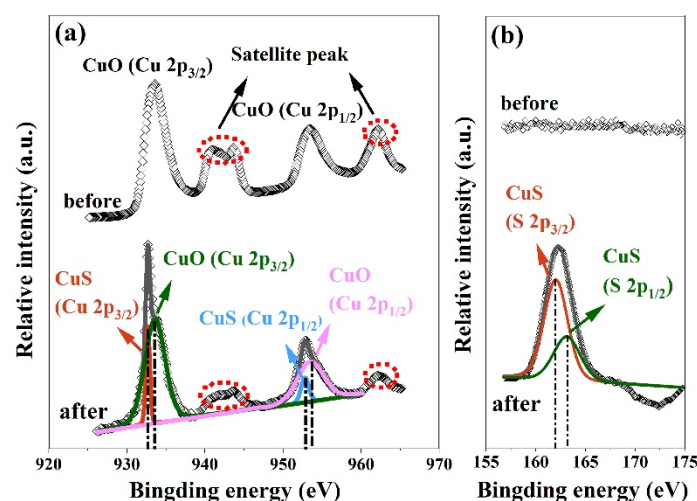 (a)
CuO (Cu 2p3/2)
Satellite peak
CuO (Cu 2p1/2)
before
CuS
(Cu 2p3/2)
CuO (Cu 2p3/2)
CuS (Cu 2p1/2)
CuO
(Cu 2p1/2)
after
Relative intensity (a.u.)
920 930 940 950 960 970
Bingding energy (eV)
(b)
before
CuS
(S 2p3/2)
CuS
(S 2p1/2)
after
Relative intensity (a.u.)
155 160 165 170 175
Bingding energy (eV)